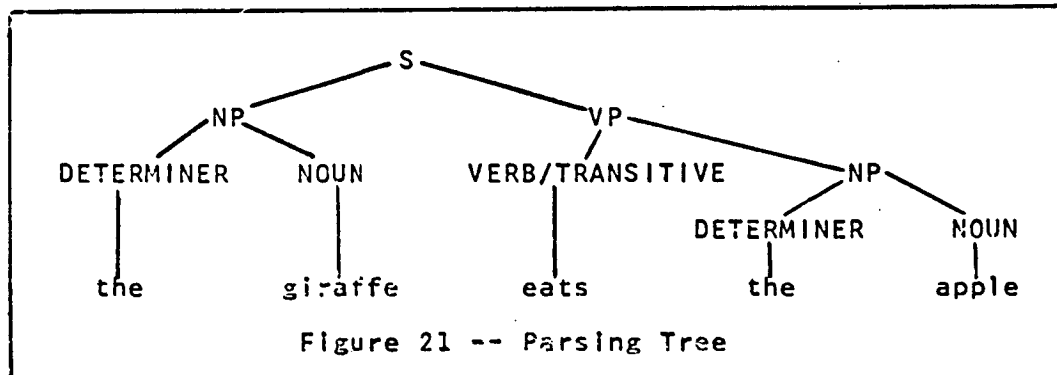 S
NP VP
DETERMINER NOUN VERB/TRANSITIVE NP
DETERMINER NOUN
the giraffe eats the apple
Figure 21 -- Parsing Tree